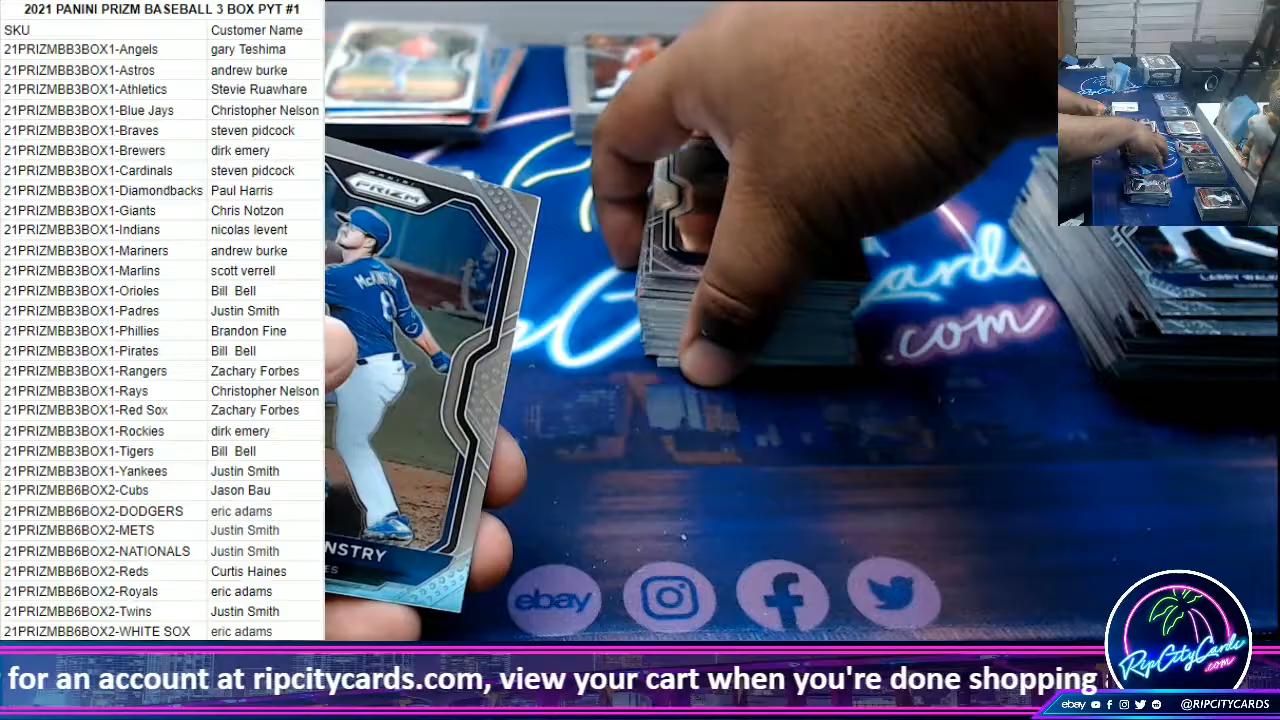 2021 PANINI PRIZM BASEBALL 3 BOX PYT #1
SKU Customer Name
21PRIZMBB3BOX1-Angels gary Teshima
21PRIZMBB3BOX1-Astros andrew burke
21PRIZMBB3BOX1-Athletics Stevie Ruawhare
21PRIZMBB3BOX1-Blue Jays Christopher Nelson
21PRIZMBB3BOX1-Braves steven pidcock
21PRIZMBB3BOX1-Brewers dirk emery
21PRIZMBB3BOX1-Cardinals steven pidcock
21PRIZMBB3BOX1-Diamondbacks Paul Harris
21PRIZMBB3BOX1-Giants Chris Notzon
21PRIZMBB3BOX1-Indians nicolas levent
21PRIZMBB3BOX1-Mariners andrew burke
21PRIZMBB3BOX1-Marlins scott verrell
21PRIZMBB3BOX1-Orioles Bill Bell
21PRIZMBB3BOX1-Padres Justin Smith
21PRIZMBB3BOX1-Phillies Brandon Fine
21PRIZMBB3BOX1-Pirates Bill Bell
21PRIZMBB3BOX1-Rangers Zachary Forbes
21PRIZMBB3BOX1-Rays Christopher Nelson
21PRIZMBB3BOX1-Red Sox Zachary Forbes
21PRIZMBB3BOX1-Rockies dirk emery
21PRIZMBB3BOX1-Tigers Bill Bell
21PRIZMBB3BOX1-Yankees Justin Smith
21PRIZMBB6BOX2-Cubs Jason Bau
21PRIZMBB6BOX2-DODGERS eric adams
21PRIZMBB6BOX2-METS Justin Smith
21PRIZMBB6BOX2-NATIONALS Justin Smith
21PRIZMBB6BOX2-Reds Curtis Haines
21PRIZMBB6BOX2-Royals eric adams
21PRIZMBB6BOX2-Twins Justin Smith
21PRIZMBB6BOX2-WHITE SOX eric adams
PANINI
PRIZM
8
NSTRY
ES
ards
.com
ebay
for an account at ripcitycards.com, view your cart when you're done shopping
RipCityCards
.com
ebay @RIPCITYCARDS